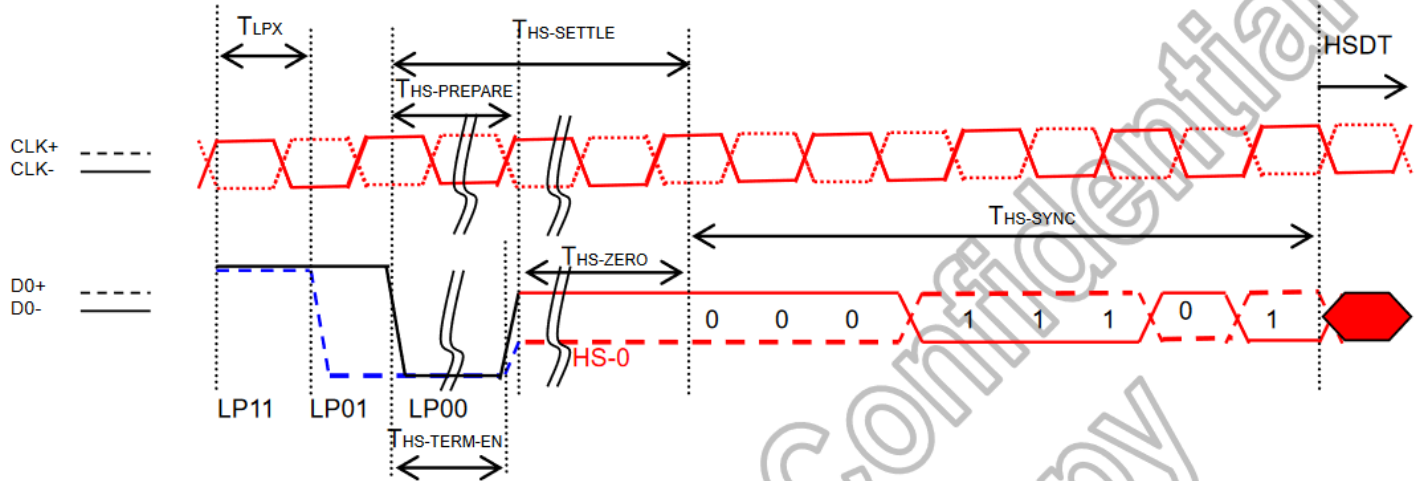 TLPX
THS-SETTLE
HSDT
THS-PREPARE
CLK+
CLK-
THS-SYNC
THS-ZERO
D0+
D0-
0 0 0 1 1 1 0 1
HS-0
LP11 LP01 LP00
THS-TERM-EN
Confidential